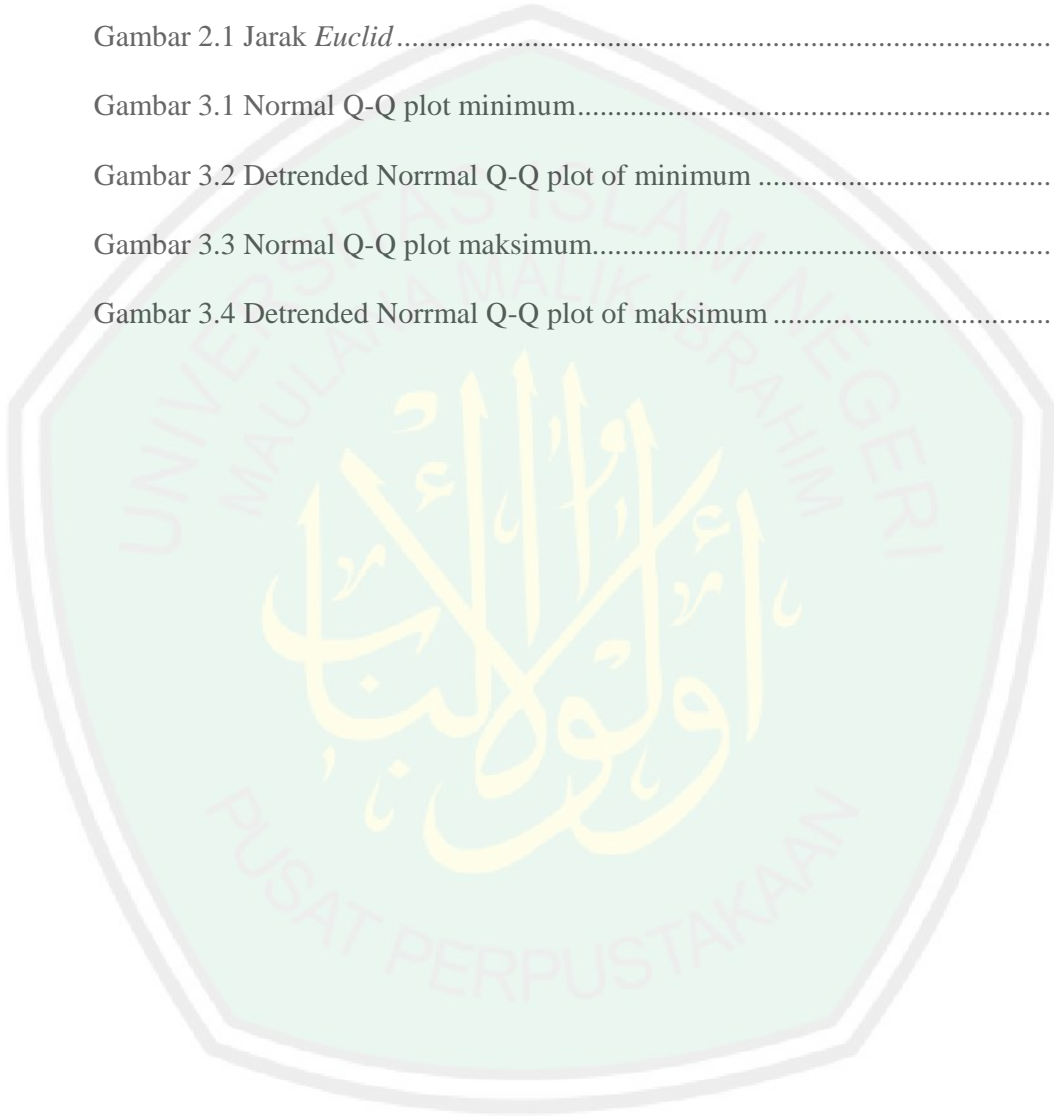 Gambar 2.1 Jarak Euclid....................................................................................
Gambar 3.1 Normal Q-Q plot minimum.............................................................
Gambar 3.2 Detrended Norrmal Q-Q plot of minimum ......................................
Gambar 3.3 Normal Q-Q plot maksimum...........................................................
Gambar 3.4 Detrended Norrmal Q-Q plot of maksimum ....................................
UNIVERSITAS ISLAM NEGERI
MAULANA MALIK IBRAHIM
أولوا الألباب
PUSAT PERPUSTAKAAN